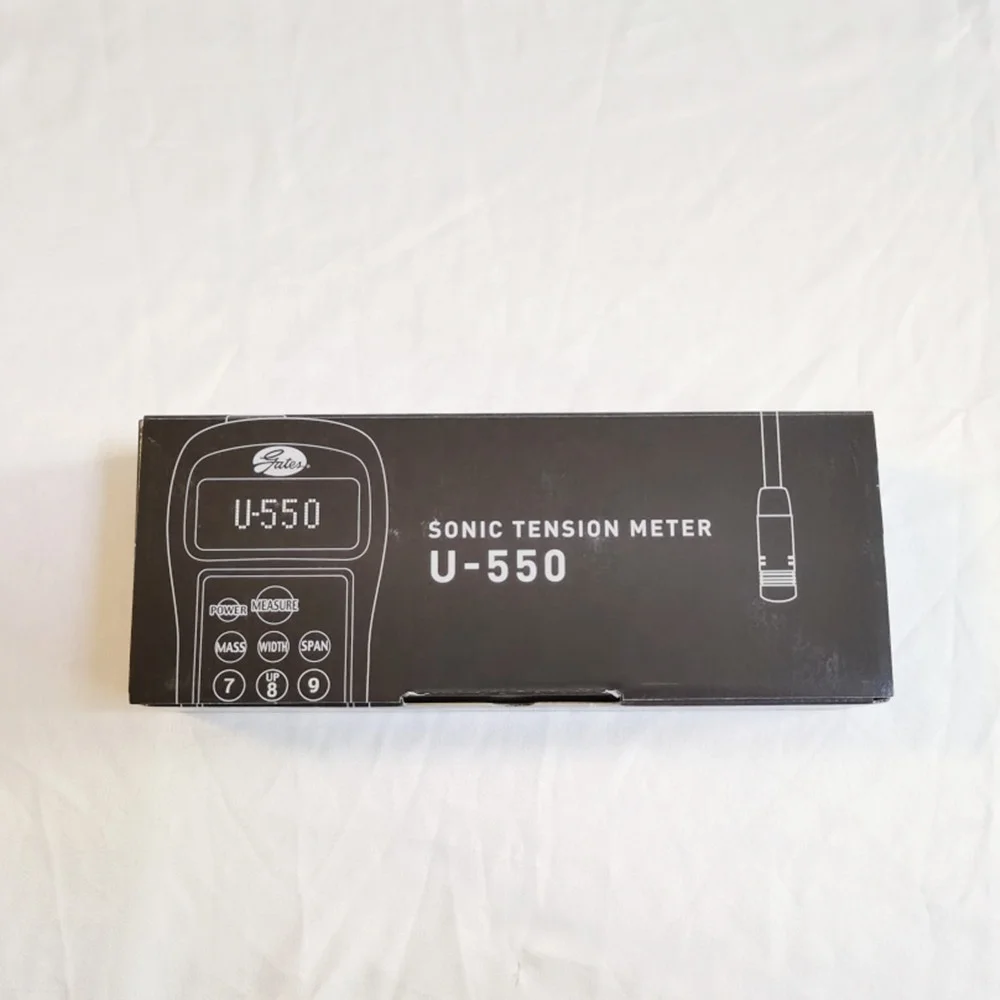 Gates
U-550
POWER MEASURE
MASS WIDTH SPAN
7 UP 8 9
SONIC TENSION METER
U-550